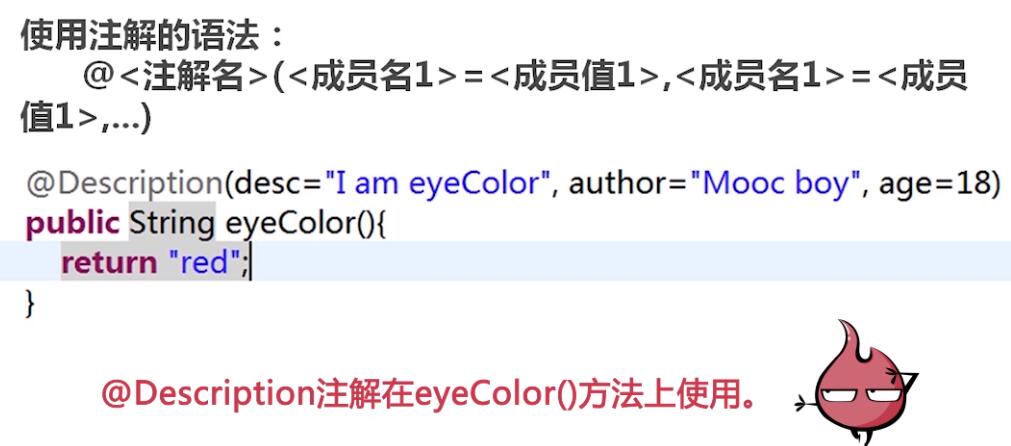 使用注解的语法：
@<注解名>(<成员名1>=<成员值1>,<成员名1>=<成员
值1>,...)
@Description(desc="I am eyeColor", author="Mooc boy", age=18)
public String eyeColor(){
return "red";
}
@Description注解在eyeColor()方法上使用。